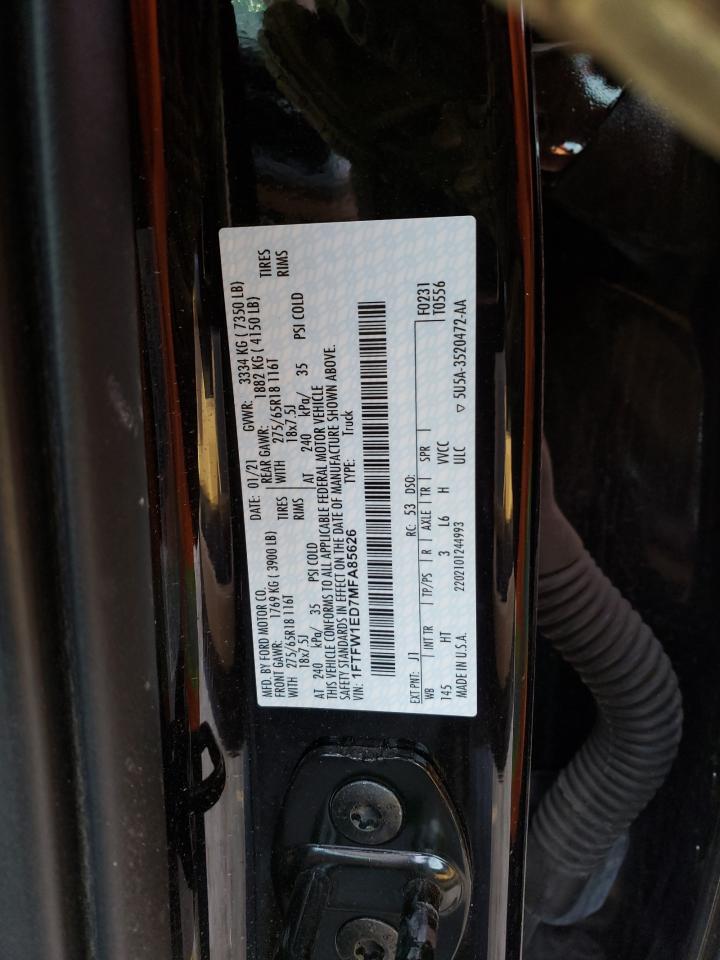 MFD. BY FORD MOTOR CO. DATE: 01/21 GVWR: 3334 KG ( 7350 LB)
FRONT GAWR: 1769 KG ( 3900 LB) REAR GAWR: 1882 KG ( 4150 LB)
WITH 275/65R18 116T TIRES WITH 275/65R18 116T TIRES
18x7.5J RIMS 18x7.5J RIMS
AT 240 kPa/ 35 PSI COLD AT 240 kPa/ 35 PSI COLD
THIS VEHICLE CONFORMS TO ALL APPLICABLE FEDERAL MOTOR VEHICLE
SAFETY STANDARDS IN EFFECT ON THE DATE OF MANUFACTURE SHOWN ABOVE.
VIN: 1FTFW1ED7MFA85626 TYPE: Truck
EXT PNT: J1 RC: 53 DSO: F0231
WB INT TR TP/PS R AXLE TR SPR T0556
145 HT 3 L6 H VVCC
MADE IN U.S.A. 2202101244993 ULC ▽ 5U5A-3520472-AA